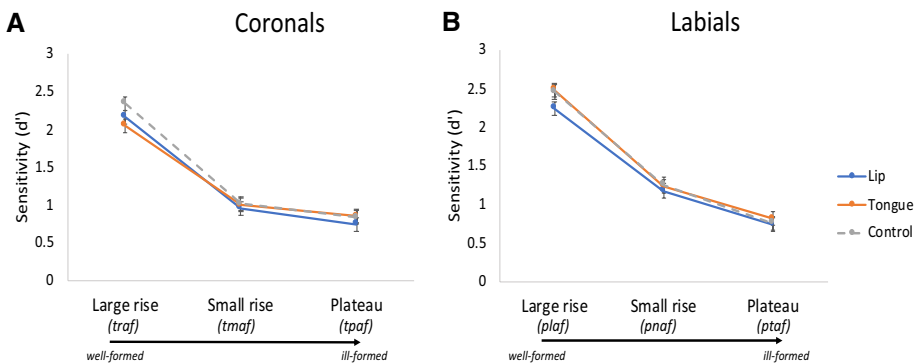 A
Coronals
3
2.5
2
1.5
1
0.5
0
Sensitivity (d')
Large rise
(traf)
Small rise
(tmaf)
Plateau
(tpaf)
well-formed
ill-formed
B
Labials
3
2.5
2
1.5
1
0.5
0
Sensitivity (d')
Large rise
(plaf)
Small rise
(pnaf)
Plateau
(ptaf)
well-formed
ill-formed
Lip
Tongue
Control